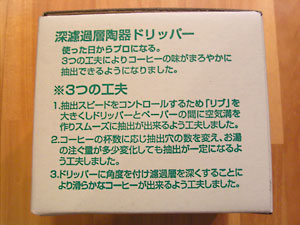 深濾過層陶器ドリッパー
使った日からプロになる。
3つの工夫によりコーヒーの味がまろやかに
抽出できるようになりました。
※3つの工夫
1.抽出スピードをコントロールするため「リブ」を
大きくしドリッパーとペーパーの間に空気溝を
作りスムーズに抽出が出来るよう工夫しました。
2.コーヒーの杯数に応じ抽出穴の数を変え、お湯
の注ぐ量が多少変化しても抽出が一定になるよ
う工夫しました。
3.ドリッパーに角度を付け濾過層を深くすることに
より滑らかなコーヒーが出来るよう工夫しました。